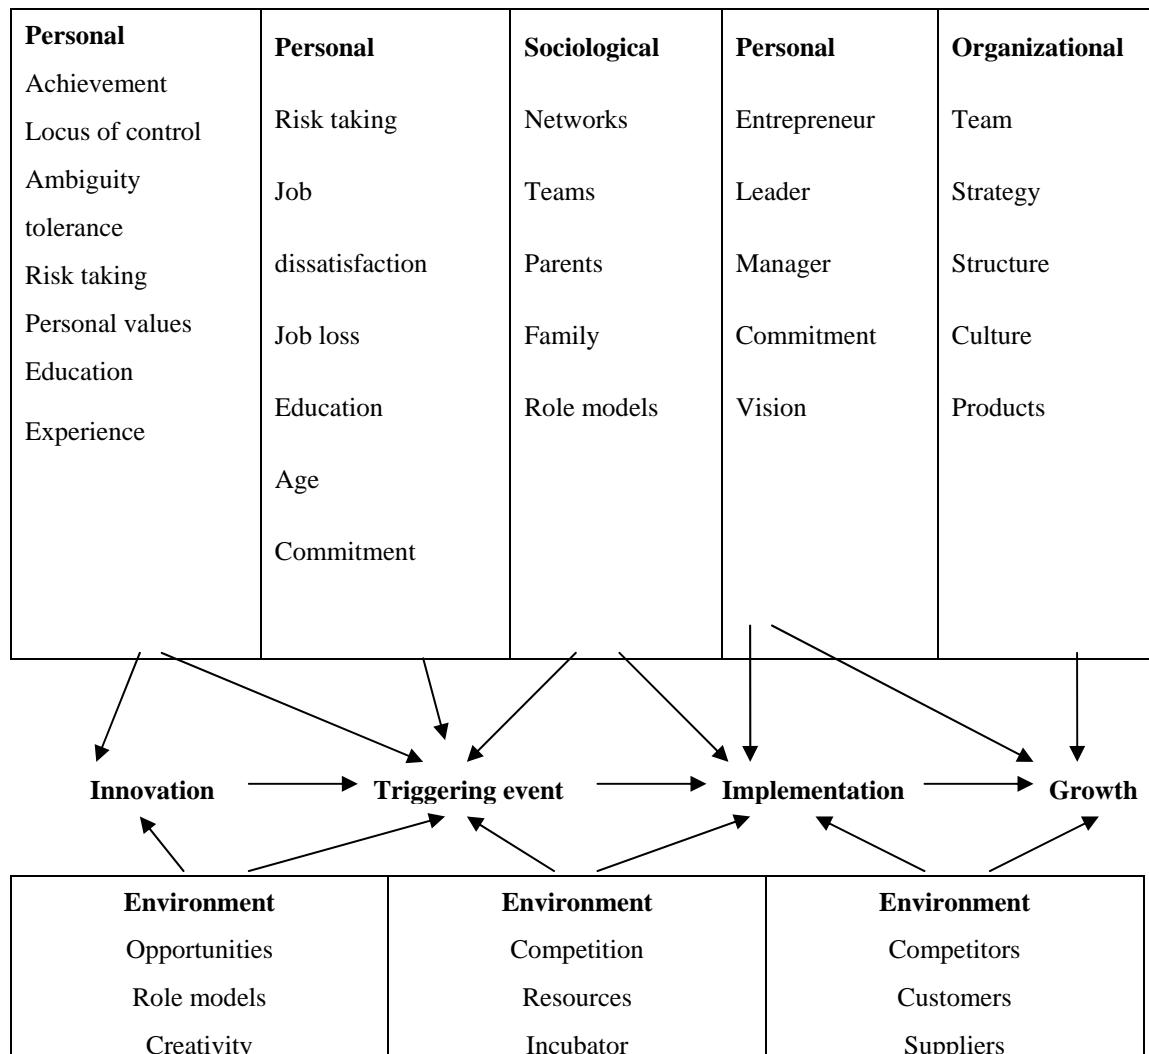 Personal
Achievement
Locus of control
Ambiguity
tolerance
Risk taking
Personal values
Education
Experience
Personal
Risk taking
Job
dissatisfaction
Job loss
Education
Age
Commitment
Sociological
Networks
Teams
Parents
Family
Role models
Personal
Entrepreneur
Leader
Manager
Commitment
Vision
Organizational
Team
Strategy
Structure
Culture
Products
Innovation
Triggering event
Implementation
Growth
Environment
Opportunities
Role models
Creativity
Environment
Competition
Resources
Incubator
Environment
Competitors
Customers
Suppliers